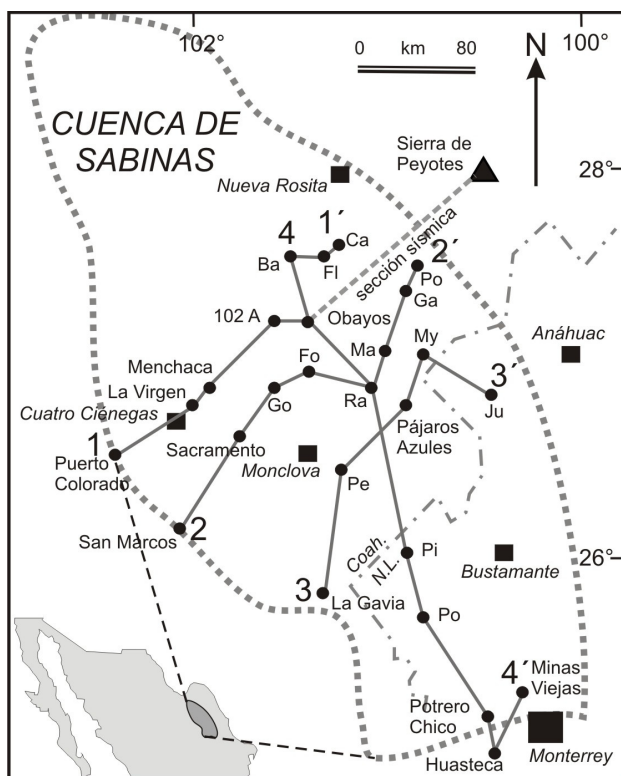 102°
100°
0 km 80
N
CUENCA DE
SABINAS
Sierra de
Peyotes
28°
Nueva Rosita
sección sísmica
4
1´
Ca
Ba
Fl
2´
Po
Ga
102 A
Obayos
Ma
My
Anáhuac
Fo
Menchaca
La Virgen
Go
Ra
3´
Ju
Cuatro Ciénegas
Pájaros
Azules
Sacramento
Monclova
1
Puerto
Colorado
Pe
San Marcos
2
Coah.
N.L.
Pi
26°
Bustamante
3
La Gavia
Po
4´
Minas
Viejas
Potrero
Chico
Huasteca
Monterrey